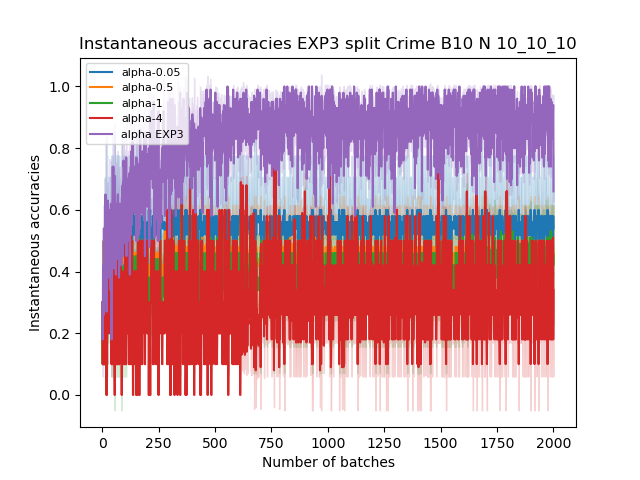 Instantaneous accuracies EXP3 split Crime B10 N 10_10_10
alpha-0.05
alpha-0.5
alpha-1
alpha-4
alpha EXP3
1.0
0.8
0.6
0.4
0.2
0.0
Instantaneous accuracies
0 250 500 750 1000 1250 1500 1750 2000
Number of batches